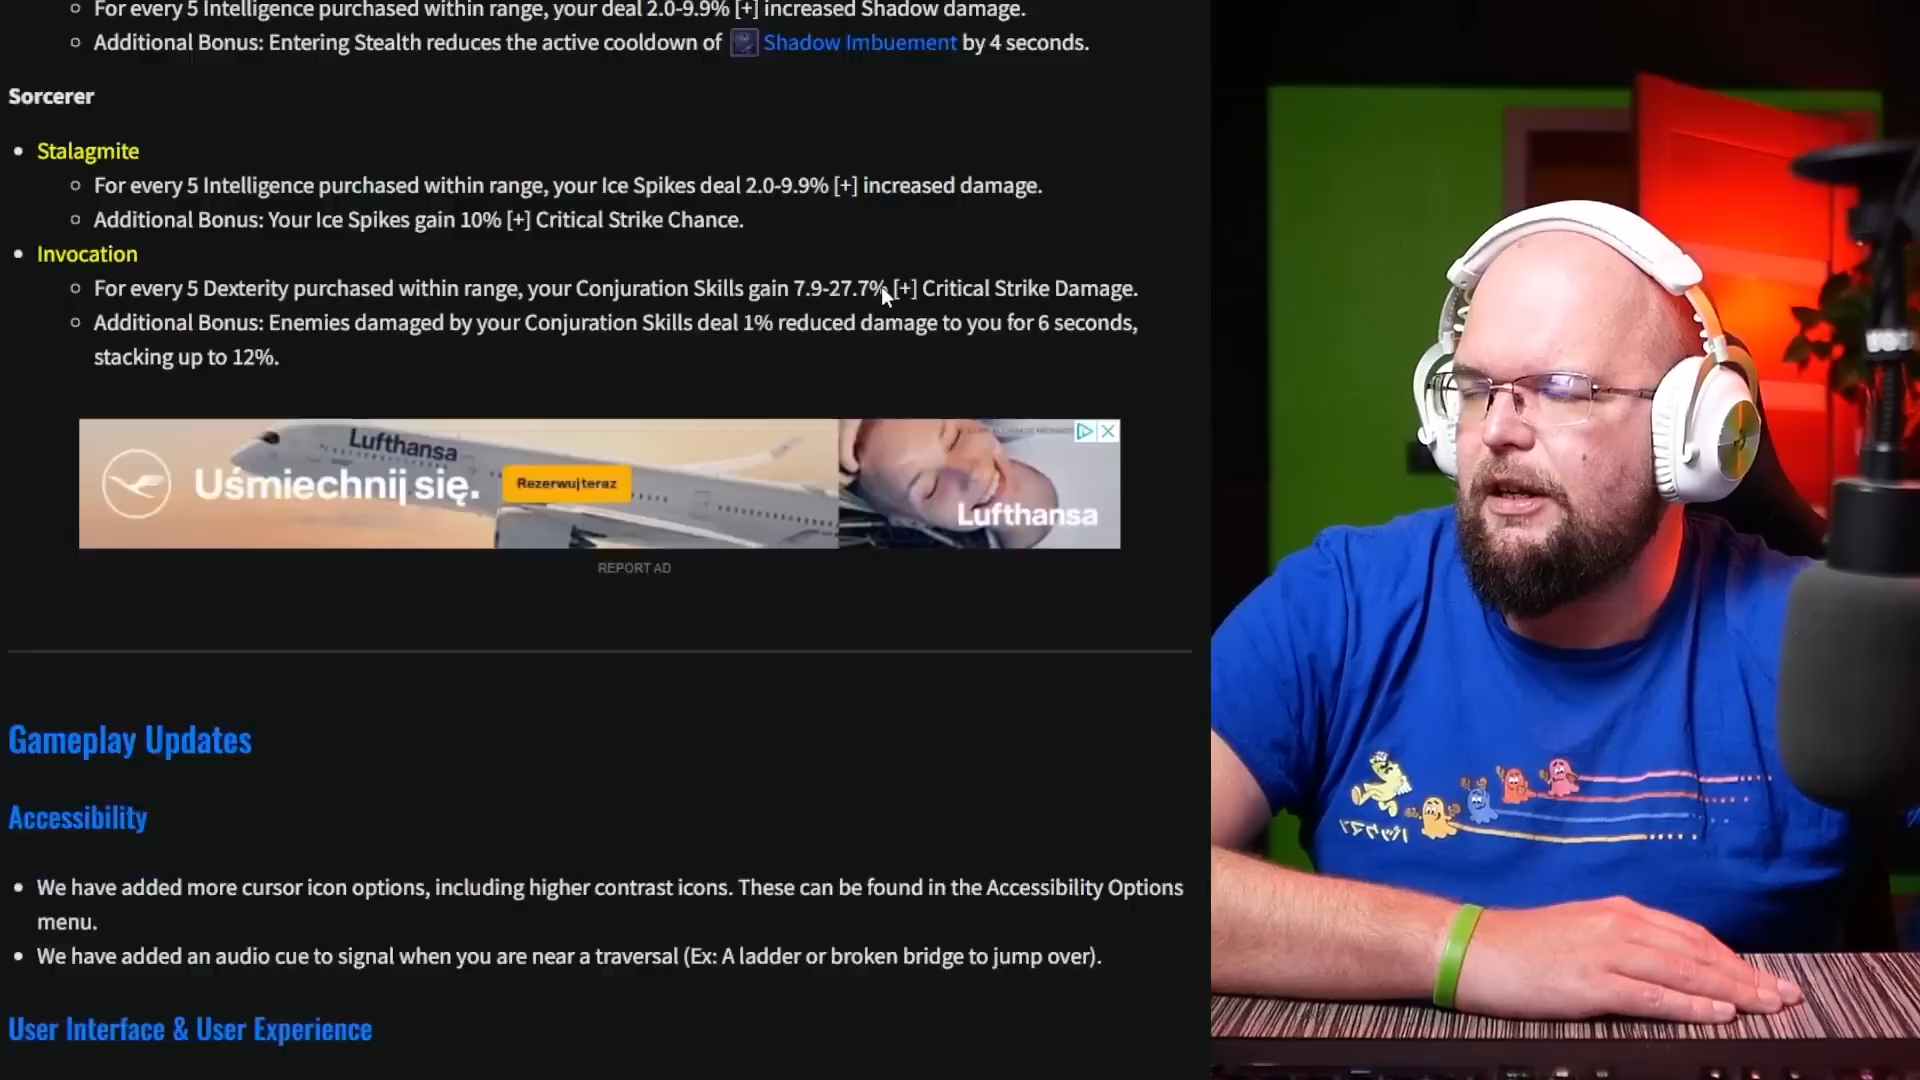 For every 5 Intelligence purchased within range, your deal 2.0-9.9% [+] increased Shadow damage.
Additional Bonus: Entering Stealth reduces the active cooldown of Shadow Imbuement by 4 seconds.
Sorcerer
Stalagmite
For every 5 Intelligence purchased within range, your Ice Spikes deal 2.0-9.9% [+] increased damage.
Additional Bonus: Your Ice Spikes gain 10% [+] Critical Strike Chance.
Invocation
For every 5 Dexterity purchased within range, your Conjuration Skills gain 7.9-27.7% [+] Critical Strike Damage.
Additional Bonus: Enemies damaged by your Conjuration Skills deal 1% reduced damage to you for 6 seconds,
stacking up to 12%.
Lufthansa
Uśmiechnij się.
Rezerwuj teraz
Lufthansa
REPORT AD
Gameplay Updates
Accessibility
We have added more cursor icon options, including higher contrast icons. These can be found in the Accessibility Options
menu.
We have added an audio cue to signal when you are near a traversal (Ex: A ladder or broken bridge to jump over).
User Interface & User Experience
パックマン